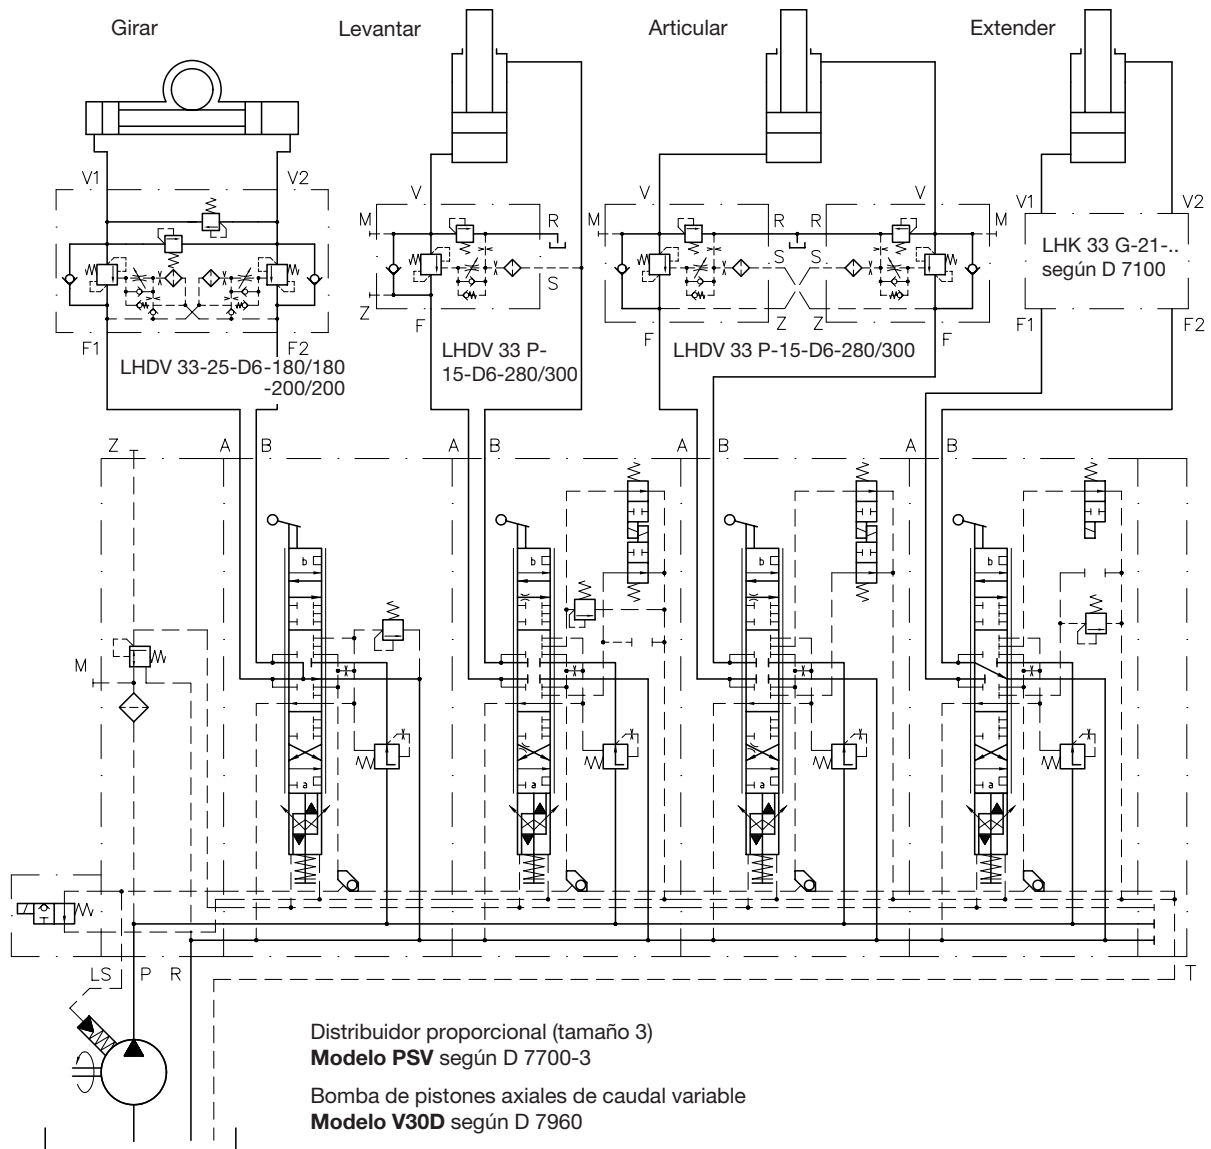 Girar
Levantar
Articular
Extender
V1
V2
V
V
V
V1
V2
M
R
M
R
R
M
S
S
S
Z
Z
Z
LHK 33 G-21-..
según D 7100
F1
F2
F
F
F
F1
F2
LHDV 33-25-D6-180/180
-200/200
LHDV 33 P-
15-D6-280/300
LHDV 33 P-15-D6-280/300
Z
A
B
A
B
A
B
A
B
b
b
b
b
M
a
a
a
a
LS
P
R
T
Distribuidor proporcional (tamaño 3)
Modelo PSV según D 7700-3
Bomba de pistones axiales de caudal variable
Modelo V30D según D 7960